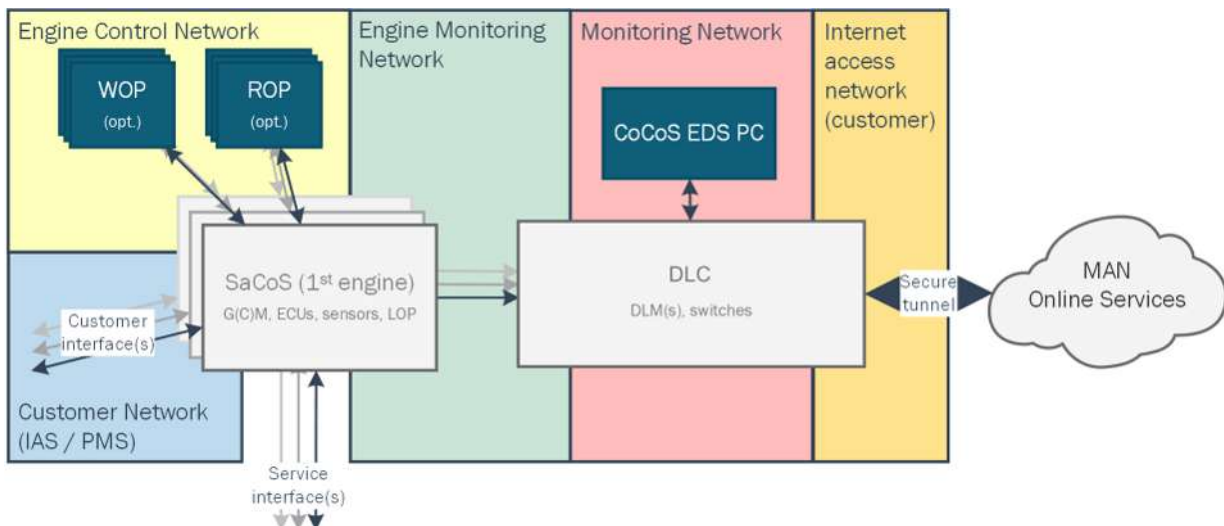 Engine Control Network
WOP
(opt.)
ROP
(opt.)
Engine Monitoring
Network
Monitoring Network
CoCoS EDS PC
Internet
access
network
(customer)
SaCoS (1st engine)
G(C)M, ECUs, sensors, LOP
DLC
DLM(s), switches
Secure
tunnel
MAN
Online Services
Customer
interface(s)
Customer Network
(IAS / PMS)
Service
interface(s)